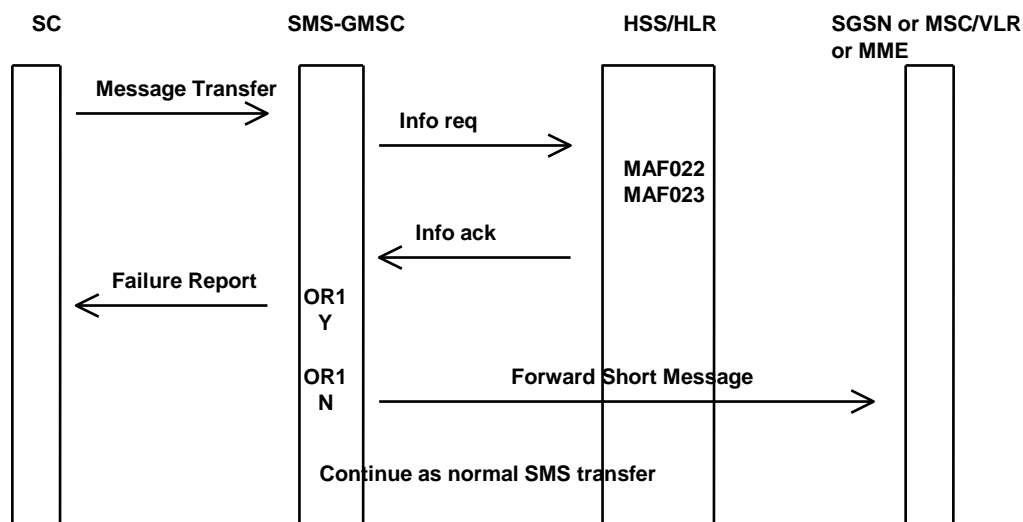 SC
SMS-GMSC
HSS/HLR
SGSN or MSC/VLR
or MME
Message Transfer
Info req
MAF022
MAF023
Info ack
Failure Report
OR1
Y
OR1
N
Forward Short Message
Continue as normal SMS transfer